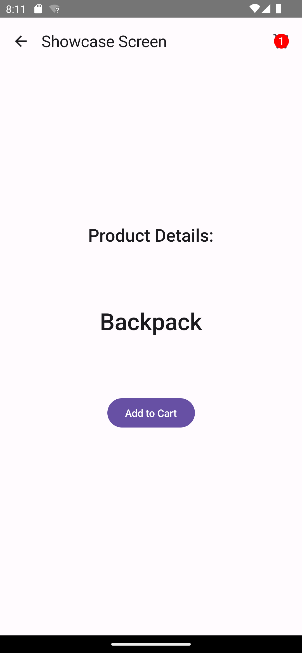 8:11
Showcase Screen
1
Product Details:
Backpack
Add to Cart